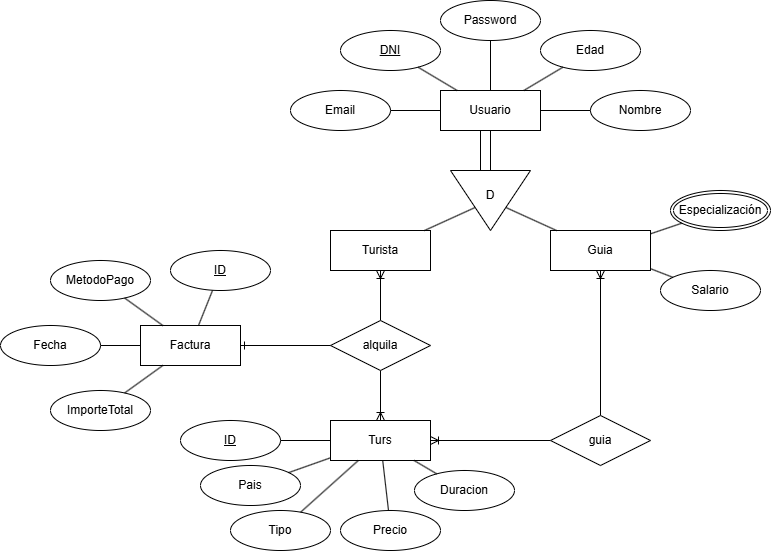 Password
DNI
Edad
Email
Usuario
Nombre
D
Especialización
Turista
Guia
MetodoPago
ID
Salario
Fecha
Factura
alquila
ImporteTotal
ID
Turs
guia
Pais
Duracion
Tipo
Precio